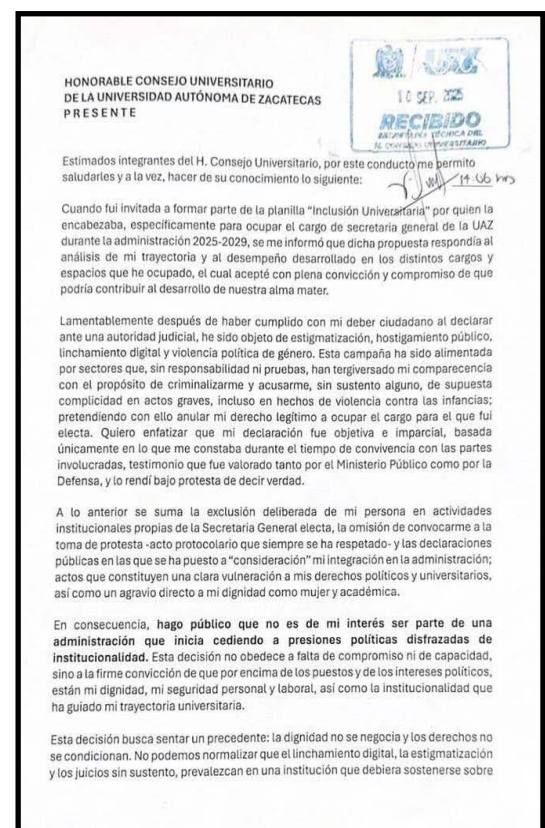 HONORABLE CONSEJO UNIVERSITARIO
DE LA UNIVERSIDAD AUTÓNOMA DE ZACATECAS
P R E S E N T E
UAZ
10 SEP. 2025
RECIBIDO
Estimados integrantes del H. Consejo Universitario, por este conducto me permito
saludarles y a la vez, hacer de su conocimiento lo siguiente:
14:06 hrs
Cuando fui invitada a formar parte de la planilla “Inclusión Universitaria” por quien la
encabezaba, específicamente para ocupar el cargo de secretaria general de la UAZ
durante la administración 2025-2029, se me informó que dicha propuesta respondía al
análisis de mi trayectoria y al desempeño desarrollado en los distintos cargos y
espacios que he ocupado, el cual acepté con plena convicción y compromiso de que
podría contribuir al desarrollo de nuestra alma mater.
Lamentablemente después de haber cumplido con mi deber ciudadano al declarar
ante una autoridad judicial, he sido objeto de estigmatización, hostigamiento público,
linchamiento digital y violencia política de género. Esta campaña ha sido alimentada
por sectores que, sin responsabilidad ni pruebas, han tergiversado mi comparecencia
con el propósito de criminalizarme y acusarme, sin sustento alguno, de supuesta
complicidad en actos graves, incluso en hechos de violencia contra las infancias;
pretendiendo con ello anular mi derecho legítimo a ocupar el cargo para el que fui
electa. Quiero enfatizar que mi declaración fue objetiva e imparcial, basada
únicamente en lo que me constaba durante el tiempo de convivencia con las partes
involucradas, testimonio que fue valorado tanto por el Ministerio Público como por la
Defensa, y lo rendí bajo protesta de decir verdad.
A lo anterior se suma la exclusión deliberada de mi persona en actividades
institucionales propias de la Secretaria General electa, la omisión de convocarme a la
toma de protesta -acto protocolario que siempre se ha respetado- y las declaraciones
públicas en las que se ha puesto a “consideración” mi integración en la administración;
actos que constituyen una clara vulneración a mis derechos políticos y universitarios,
así como un agravio directo a mi dignidad como mujer y académica.
En consecuencia, hago público que no es de mi interés ser parte de una
administración que inicia cediendo a presiones políticas disfrazadas de
institucionalidad. Esta decisión no obedece a falta de compromiso ni de capacidad,
sino a la firme convicción de que por encima de los puestos y de los intereses políticos,
están mi dignidad, mi seguridad personal y laboral, así como la institucionalidad que
ha guiado mi trayectoria universitaria.
Esta decisión busca sentar un precedente: la dignidad no se negocia y los derechos no
se condicionan. No podemos normalizar que el linchamiento digital, la estigmatización
y los juicios sin sustento, prevalezcan en una institución que debiera sostenerse sobre